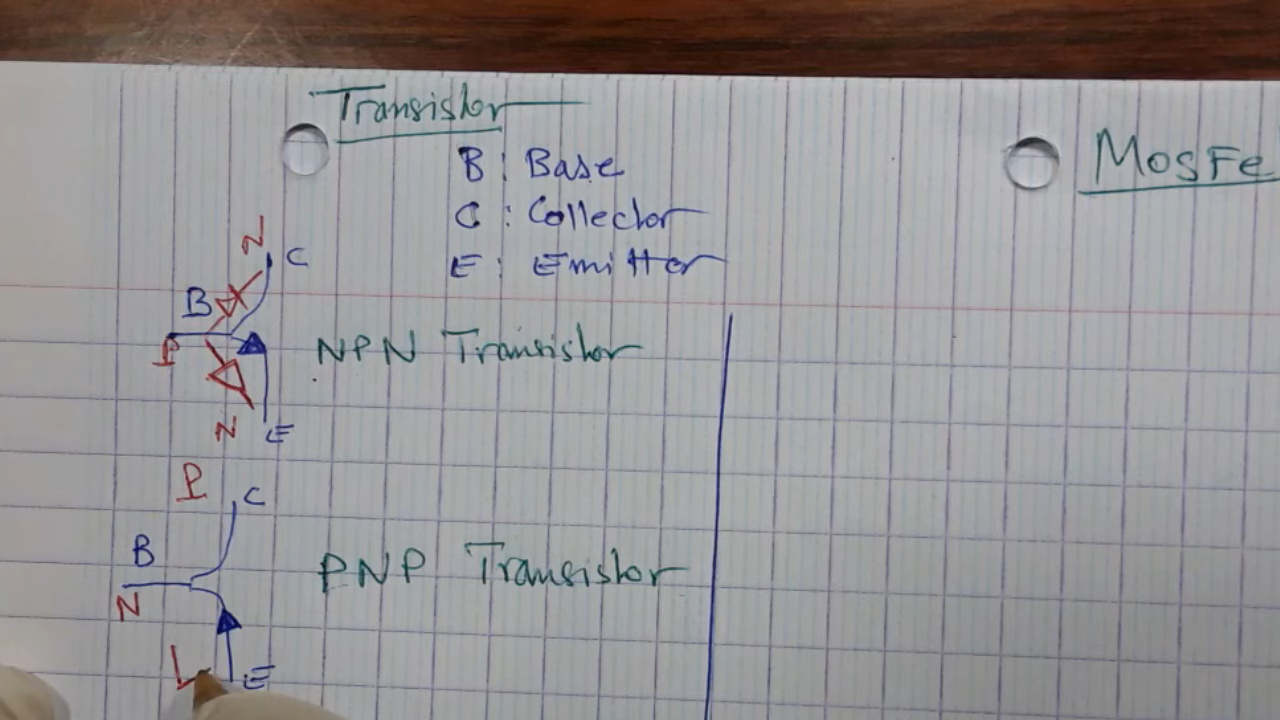 Transistor
MosFe
B : Base
C : Collector
E : Emitter
N
C
B
P
NPN Transistor
N
E
P
C
B
PNP Transistor
N
E